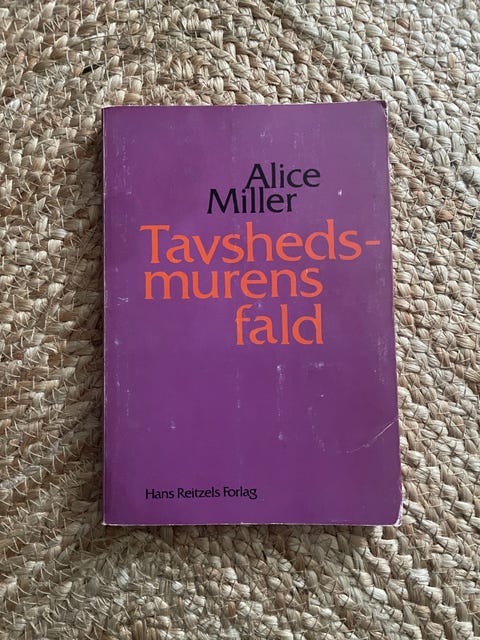 Alice
Miller
Tavsheds-
murens
fald
Hans Reitzels Forlag